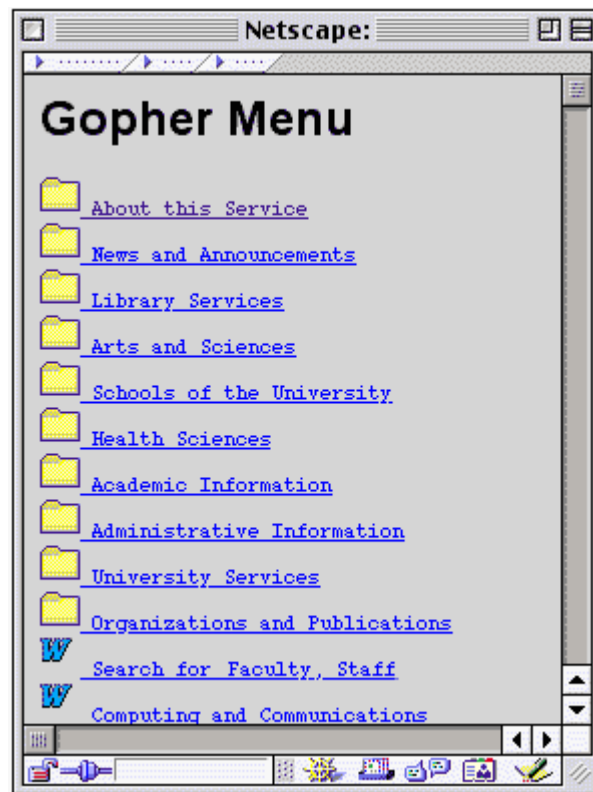 Netscape:
Gopher Menu
About this Service
News and Announcements
Library Services
Arts and Sciences
Schools of the University
Health Sciences
Academic Information
Administrative Information
University Services
Organizations and Publications
W Search for Faculty, Staff
W Computing and Communications